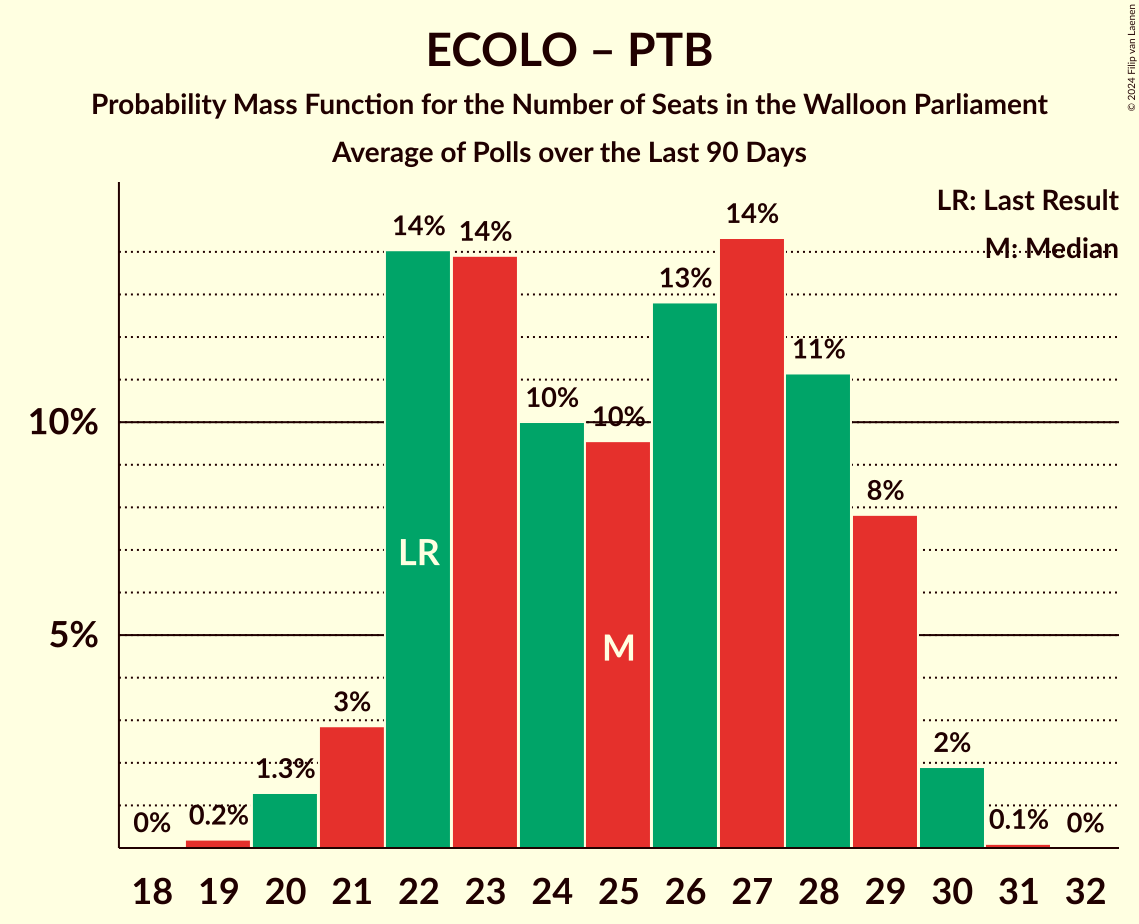 ECOLO – PTB
Probability Mass Function for the Number of Seats in the Walloon Parliament
Average of Polls over the Last 90 Days
© 2024 Filip van Laenen
LR: Last Result
M: Median
14% 14% 14%
13%
11%
10% 10%
10%
8%
LR
M
5%
3%
2%
1.3%
0% 0.2% 0.1% 0%
18 19 20 21 22 23 24 25 26 27 28 29 30 31 32